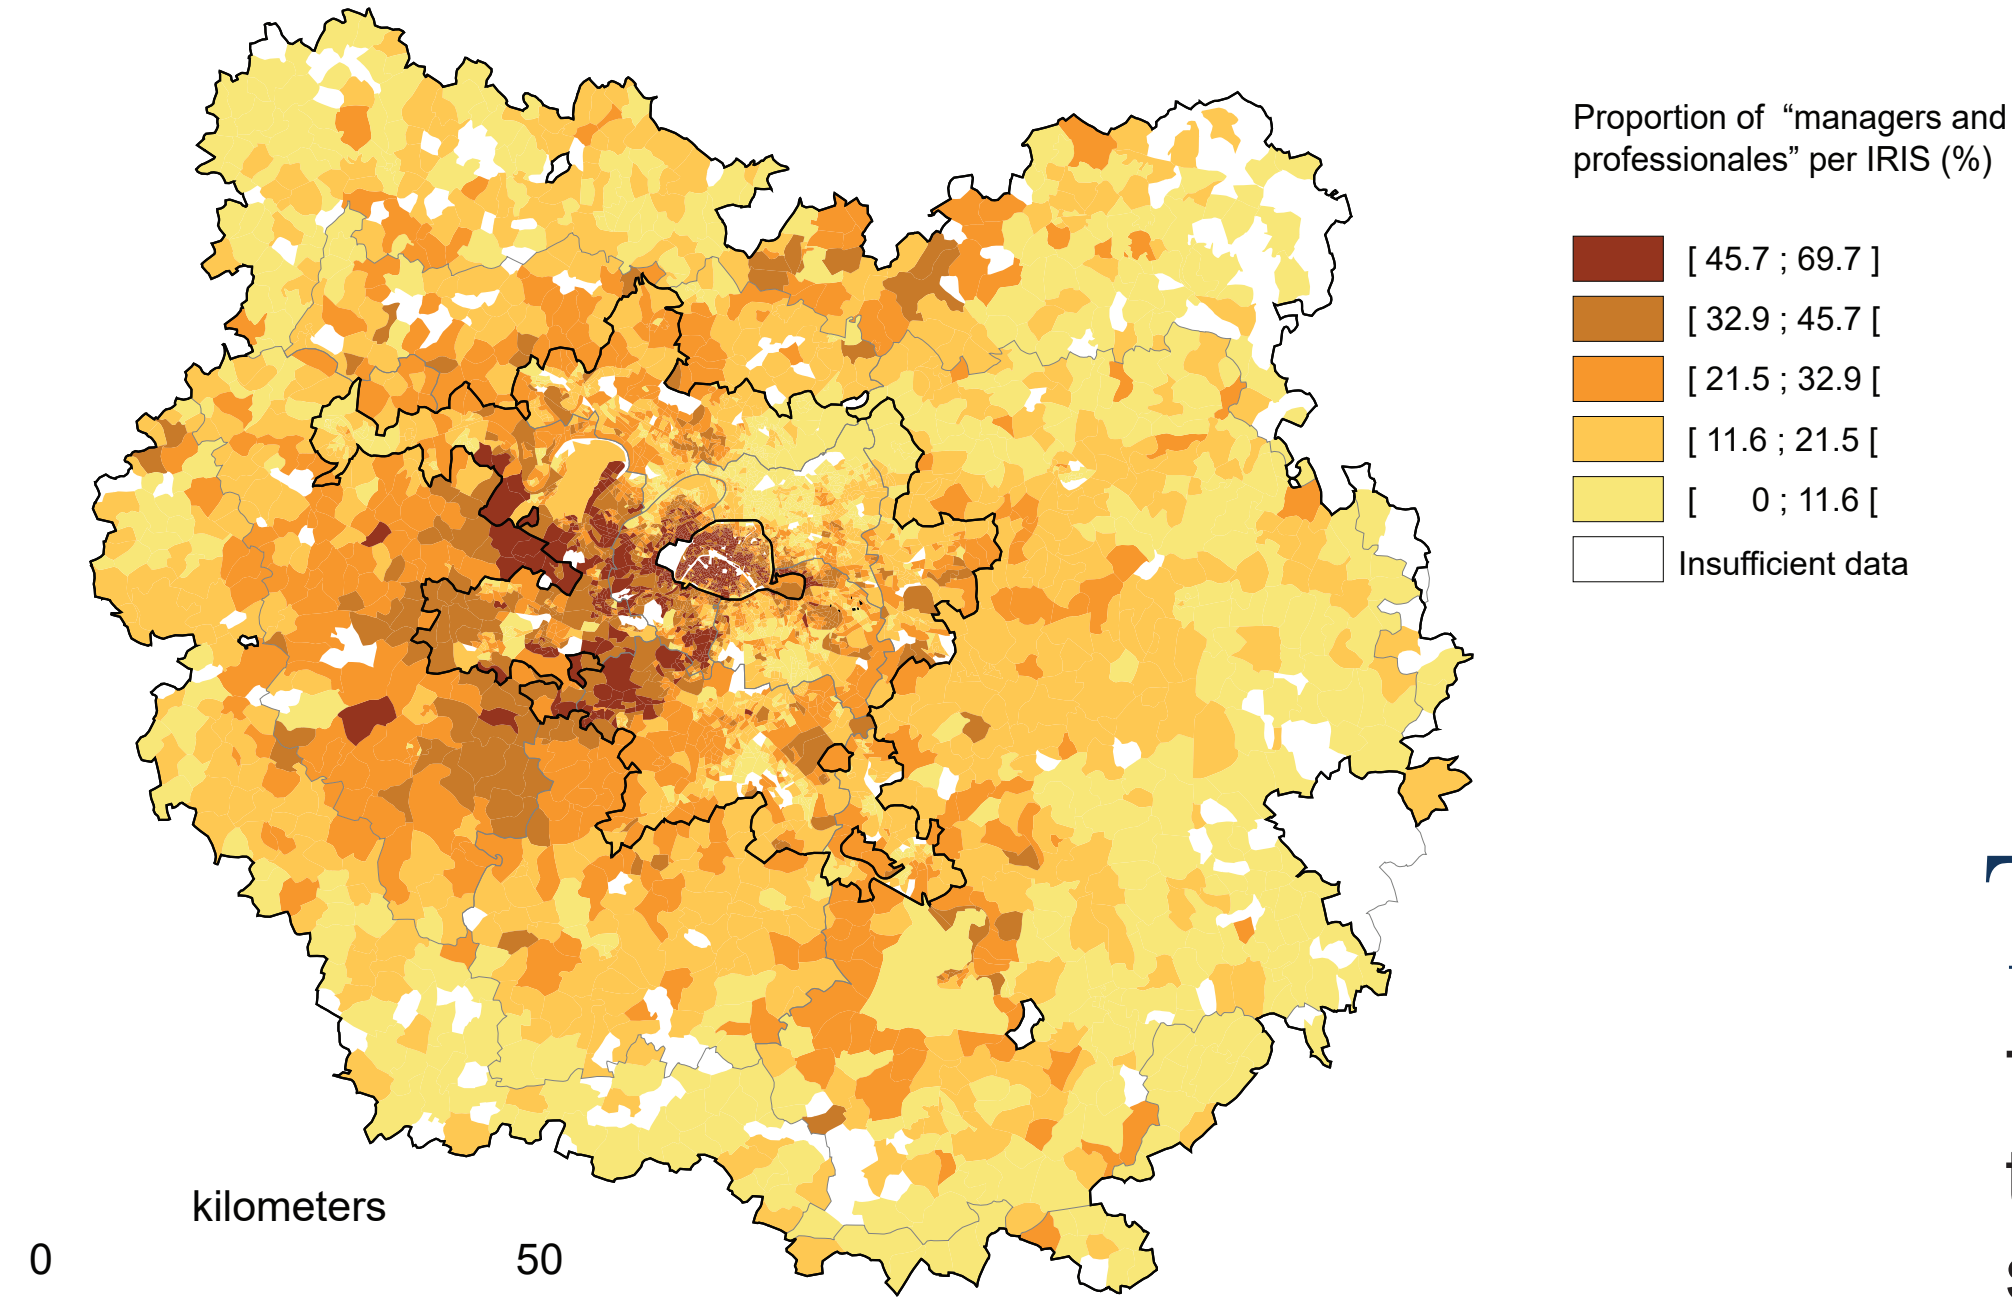 Proportion of “managers and
professionales” per IRIS (%)
[ 45.7 ; 69.7 ]
[ 32.9 ; 45.7 [
[ 21.5 ; 32.9 [
[ 11.6 ; 21.5 [
[ 0 ; 11.6 [
Insufficient data
kilometers
0 50